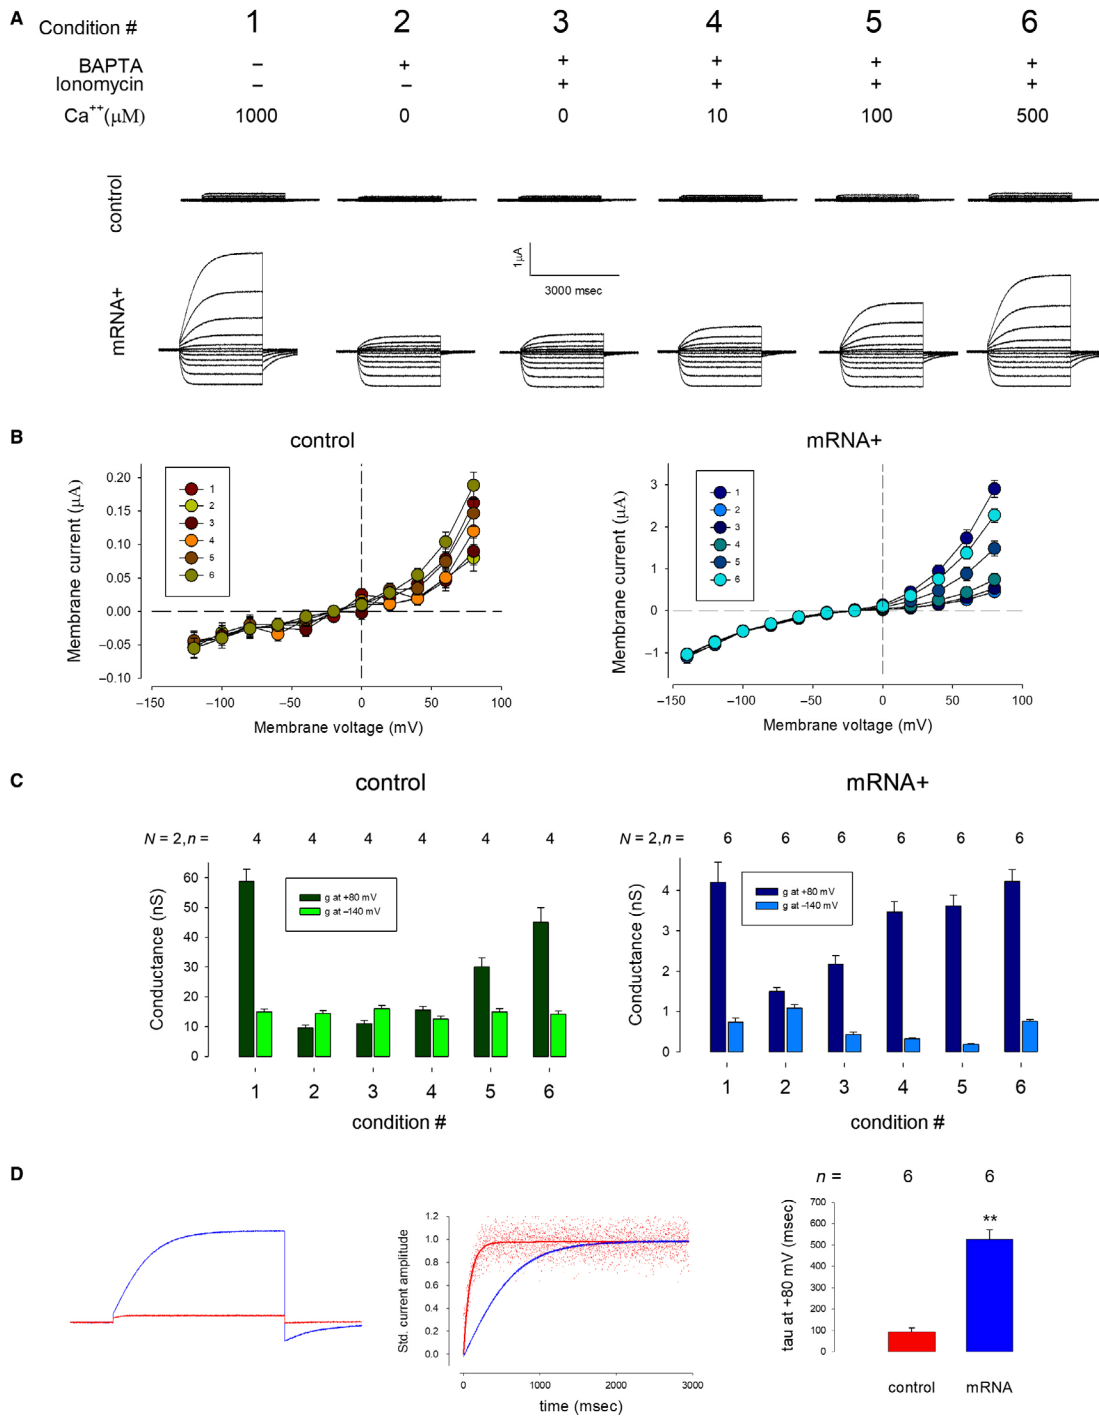 A
Condition # 1 2 3 4 5 6
BAPTA – + + + + +
Ionomycin – – + + + +
Ca++(µM) 1000 0 0 10 100 500
control
mRNA+
1µA
3000 msec
B
control
Membrane current (µA)
0.20
0.15
0.10
0.05
0.00
–0.05
–0.10
1
2
3
4
5
6
–150 –100 –50 0 50 100
Membrane voltage (mV)
mRNA+
Membrane current (µA)
3
2
1
0
–1
1
2
3
4
5
6
–150 –100 –50 0 50 100
Membrane voltage (mV)
C
control
N = 2, n = 4 4 4 4 4 4
Conductance (nS)
60
50
40
30
20
10
0
g at +80 mV
g at –140 mV
1 2 3 4 5 6
condition #
mRNA+
N = 2, n = 6 6 6 6 6 6
Conductance (nS)
4
3
2
1
0
g at +80 mV
g at –140 mV
1 2 3 4 5 6
condition #
D
Std. current amplitude
1.2
1.0
0.8
0.6
0.4
0.2
0.0
0 1000 2000 3000
time (msec)
n = 6 6
tau at +80 mV (msec)
700
600
500
400
300
200
100
0
**
control mRNA